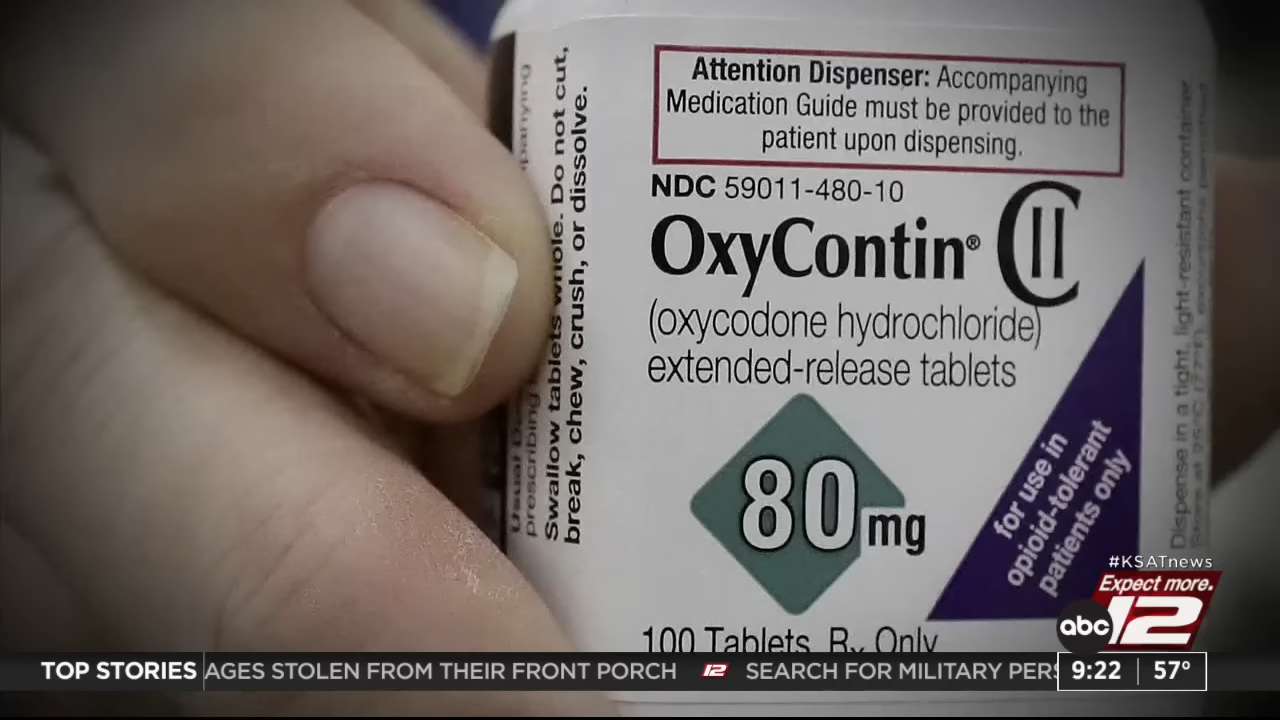 Attention Dispenser: Accompanying
Medication Guide must be provided to the
patient upon dispensing.
NDC 59011-480-10
OxyContin® CII
(oxycodone hydrochloride)
extended-release tablets
80 mg
for use in
opioid-tolerant
patients only
100 Tablets Rx Only
prescribing
Swallow tablets whole. Do not cut,
break, chew, crush, or dissolve.
Dispense in a tight, light-resistant container
#KSATnews
Expect more.
abc 12
TOP STORIES AGES STOLEN FROM THEIR FRONT PORCH 12 SEARCH FOR MILITARY PERS
9:22 57°